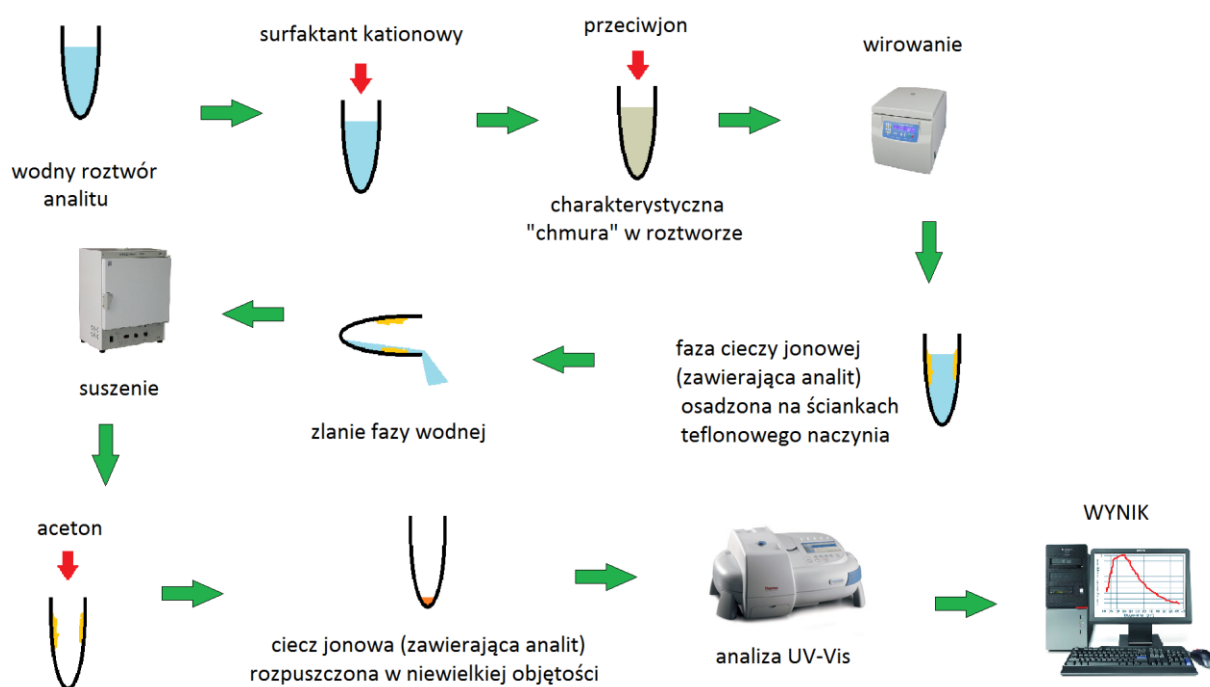 wodny roztwór
analitu
surfaktant kationowy
przeciwjon
charakterystyczna
"chmura" w roztworze
wirowanie
faza cieczy jonowej
(zawierająca analit)
osadzona na ściankach
teflonowego naczynia
zlanie fazy wodnej
suszenie
aceton
ciecz jonowa (zawierająca analit)
rozpuszczona w niewielkiej objętości
analiza UV-Vis
WYNIK